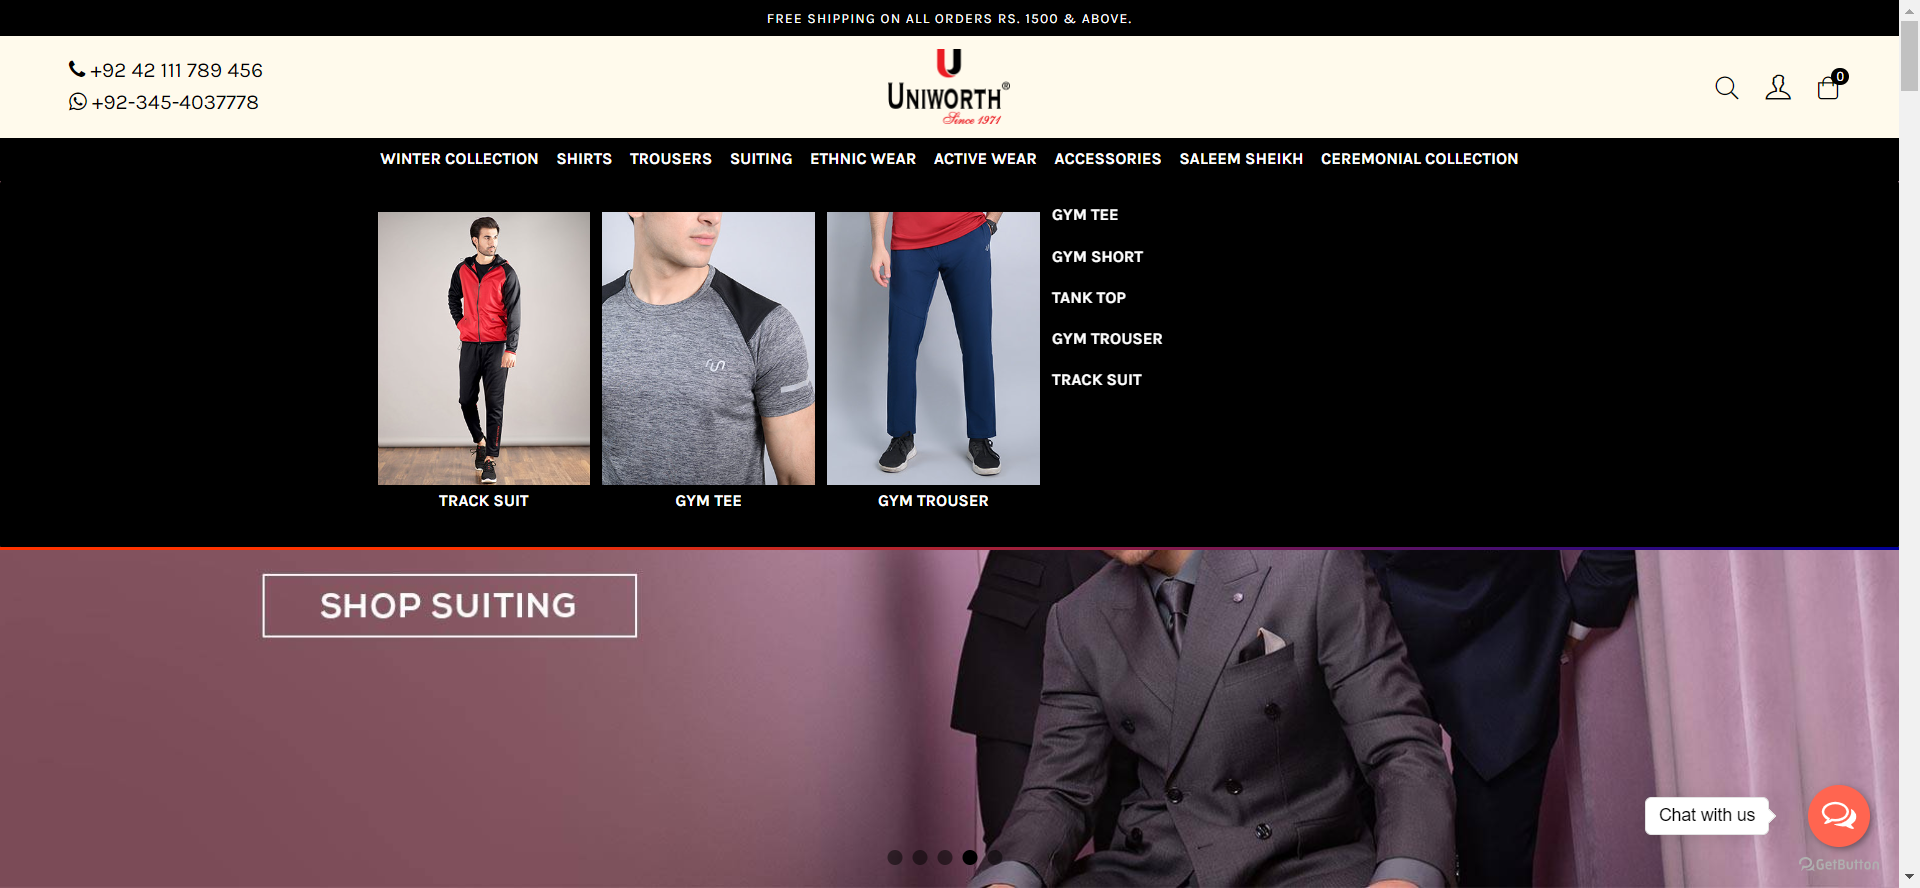 FREE SHIPPING ON ALL ORDERS RS. 1500 & ABOVE.
+92 42 111 789 456
+92-345-4037778
U
UNIWORTH®
Since 1971
0
WINTER COLLECTION SHIRTS TROUSERS SUITING ETHNIC WEAR ACTIVE WEAR ACCESSORIES SALEEM SHEIKH CEREMONIAL COLLECTION
GYM TEE
GYM SHORT
TANK TOP
GYM TROUSER
TRACK SUIT
TRACK SUIT
GYM TEE
GYM TROUSER
SHOP SUITING
Chat with us
GetButton